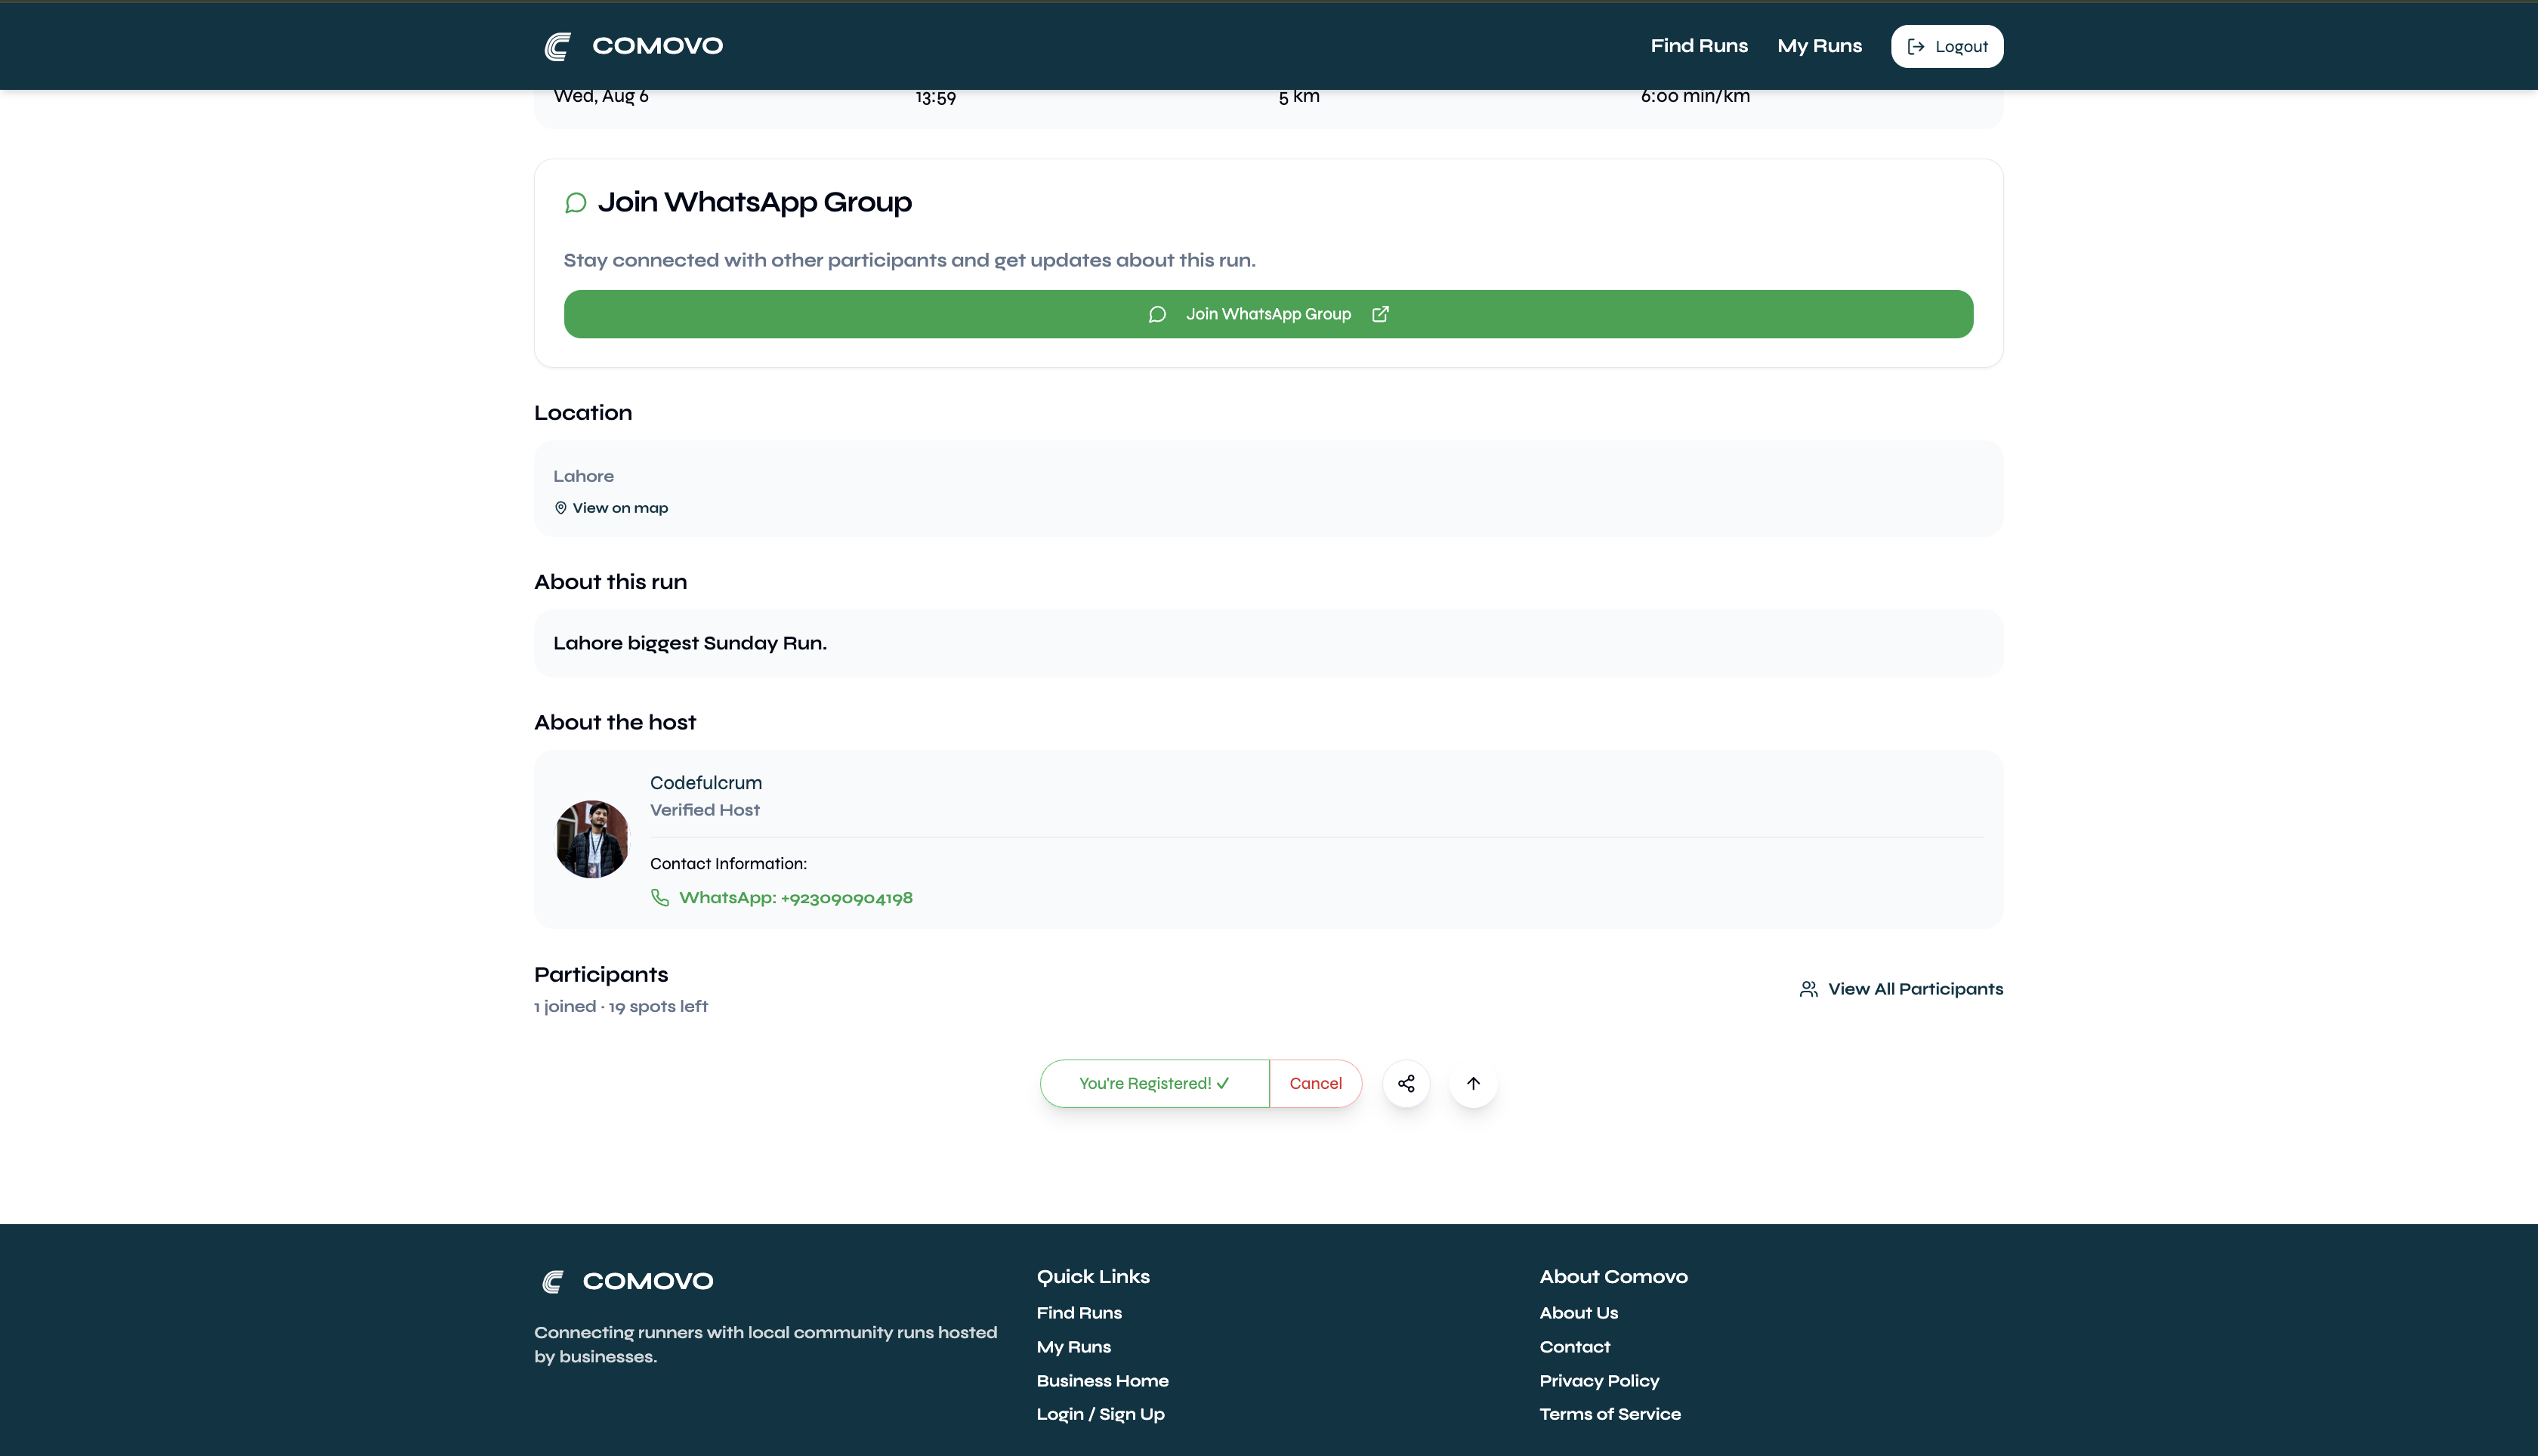 COMOVO
Find Runs
My Runs
Logout
Wed, Aug 6
13:59
5 km
6:00 min/km
Join WhatsApp Group
Stay connected with other participants and get updates about this run.
Join WhatsApp Group
Location
Lahore
View on map
About this run
Lahore biggest Sunday Run.
About the host
Codefulcrum
Verified Host
Contact Information:
WhatsApp: +923090904198
Participants
1 joined · 19 spots left
View All Participants
You're Registered! ✓
Cancel
COMOVO
Connecting runners with local community runs hosted
by businesses.
Quick Links
Find Runs
My Runs
Business Home
Login / Sign Up
About Comovo
About Us
Contact
Privacy Policy
Terms of Service